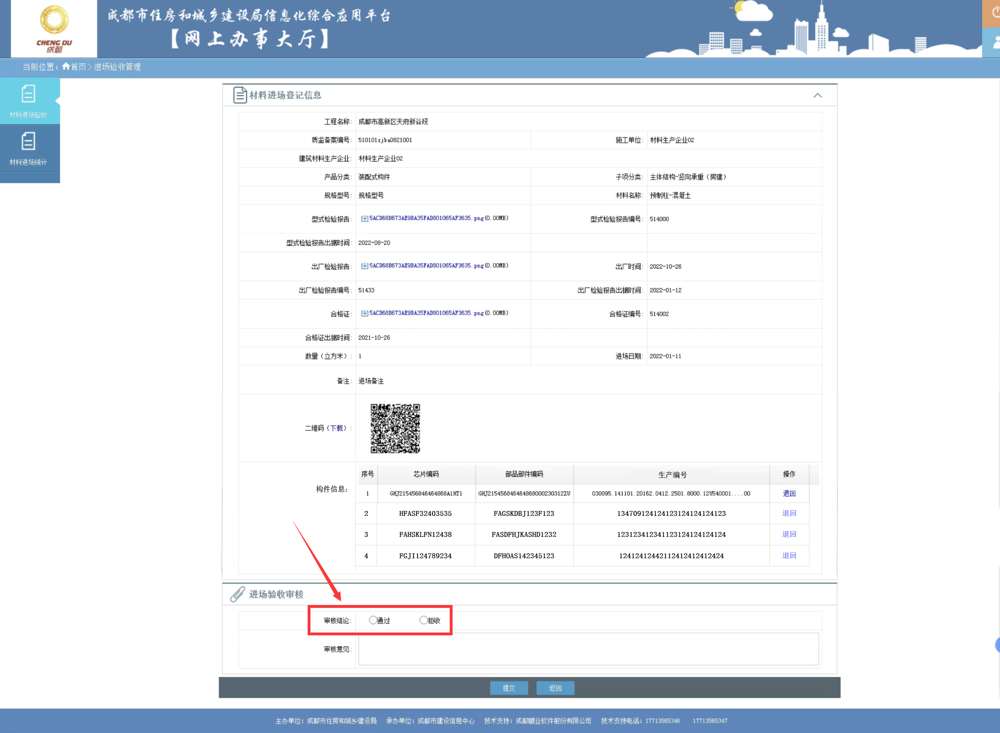 CHENG DU
成都
成都市住房和城乡建设局信息化综合应用平台
【网上办事大厅】
当前位置：首页>进场验收管理
材料进场验收
材料进场统计
材料进场登记信息
工程名称: 成都市高新区天府新谷段
质监备案编号: 510101zjba0821001 施工单位: 材料生产企业02
建筑材料生产企业: 材料生产企业02
产品分类: 装配式构件 子项分类: 主体结构-竖向承重（房建）
规格型号: 规格型号 材料名称: 预制柱-混凝土
型式检验报告: 5ACD68B673AE9BA35FAD801065AF3635.png(0.00MB) 型式检验报告编号: 514000
型式检验报告出据时间: 2022-08-20
出厂检验报告: 5ACD68B673AE9BA35FAD801065AF3635.png(0.00MB) 出厂时间: 2022-10-26
出厂检验报告编号: 51433 出厂检验报告出据时间: 2022-01-12
合格证: 5ACD68B673AE9BA35FAD801065AF3635.png(0.00MB) 合格证编号: 514002
合格证出据时间: 2021-10-26
数量（立方米）: 1 进场日期: 2022-01-11
备注: 进场备注
二维码（下载）:
构件信息：
序号 芯片编码 部品部件编码 生产编号 操作
1 GHJ215456846464868A1HT1 GHJ215456846464868000230312ZU 030095.141101.20162.0412.2501.8000.12U540001....00 退回
2 HFASF32403535 FAGSKDBJ123F123 134709124124123124124124123 退回
3 FAHSKLFN12438 FASDFHJKASHD1232 123123412341123124124124124 退回
4 FGJI124789234 DFHOAS142345123 12412412442112412412412424 退回
进场验收审核
审核结论: 通过 拒收
审核意见:
提交 返回
主办单位：成都市住房和城乡建设局 承办单位：成都市建设信息中心 技术支持：成都鹏业软件股份有限公司 技术支持电话：17713565346 17713565347